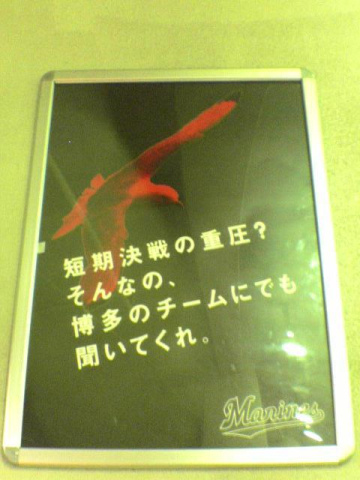 短期決戦の重圧?
そんなの、
博多のチームにでも
聞いてくれ。
Marines